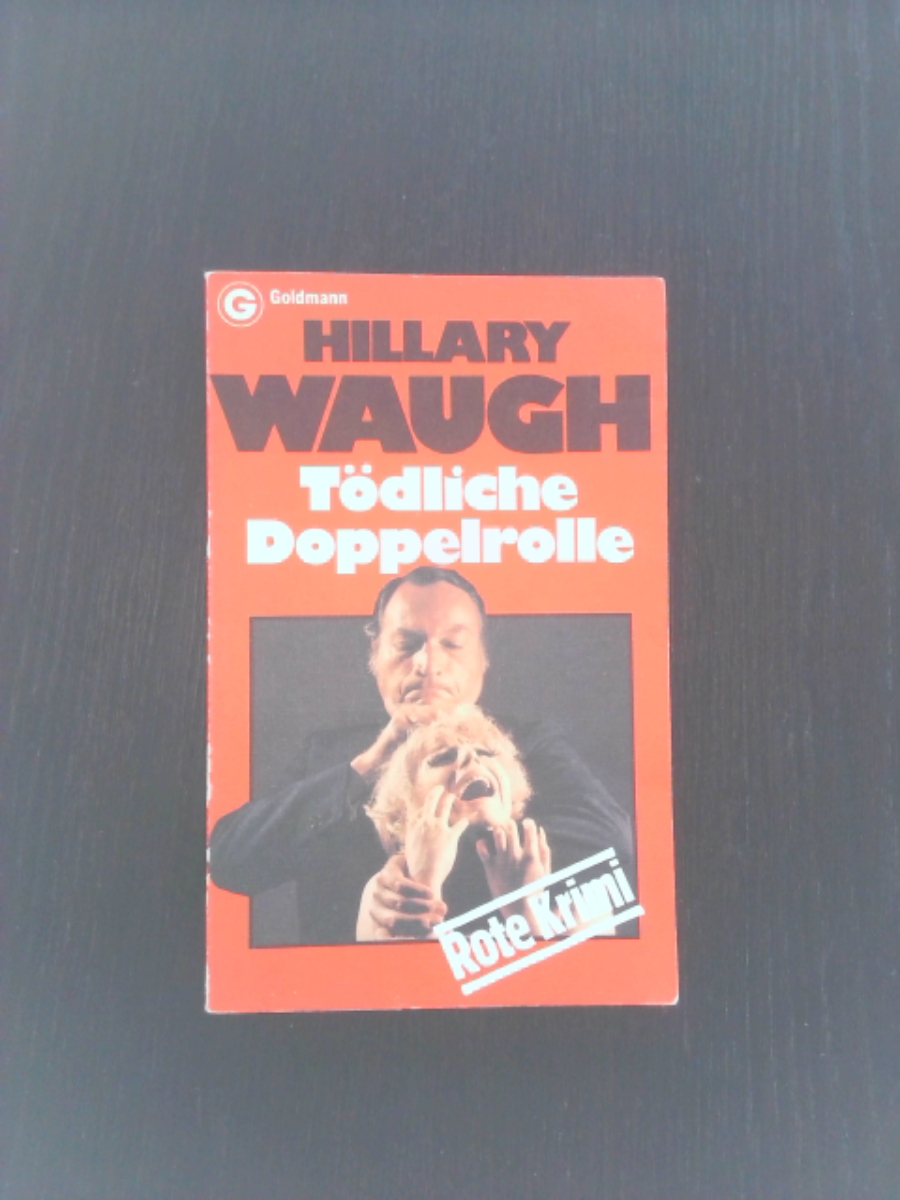 G Goldmann
HILLARY
WAUGH
Tödliche
Doppelrolle
Rote Krimi